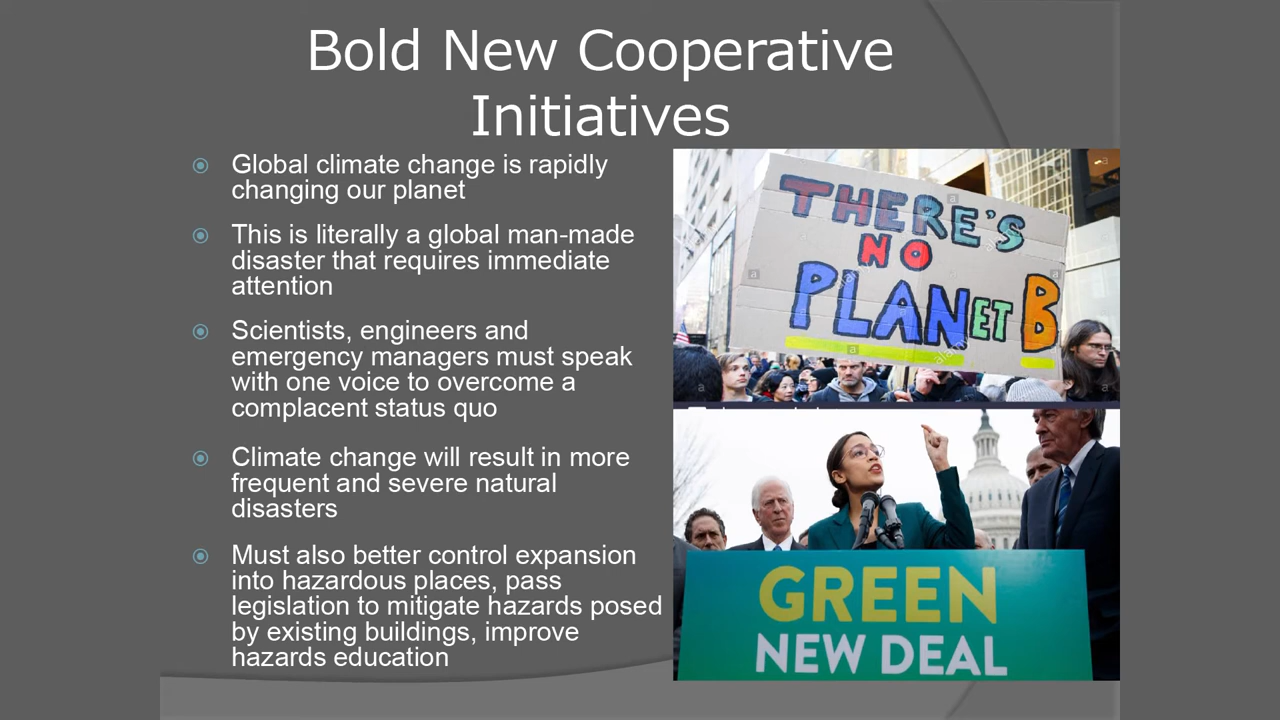 Bold New Cooperative
Initiatives
Global climate change is rapidly
changing our planet
This is literally a global man-made
disaster that requires immediate
attention
Scientists, engineers and
emergency managers must speak
with one voice to overcome a
complacent status quo
Climate change will result in more
frequent and severe natural
disasters
Must also better control expansion
into hazardous places, pass
legislation to mitigate hazards posed
by existing buildings, improve
hazards education
THERE'S
NO
PLANET B
GREEN
NEW DEAL